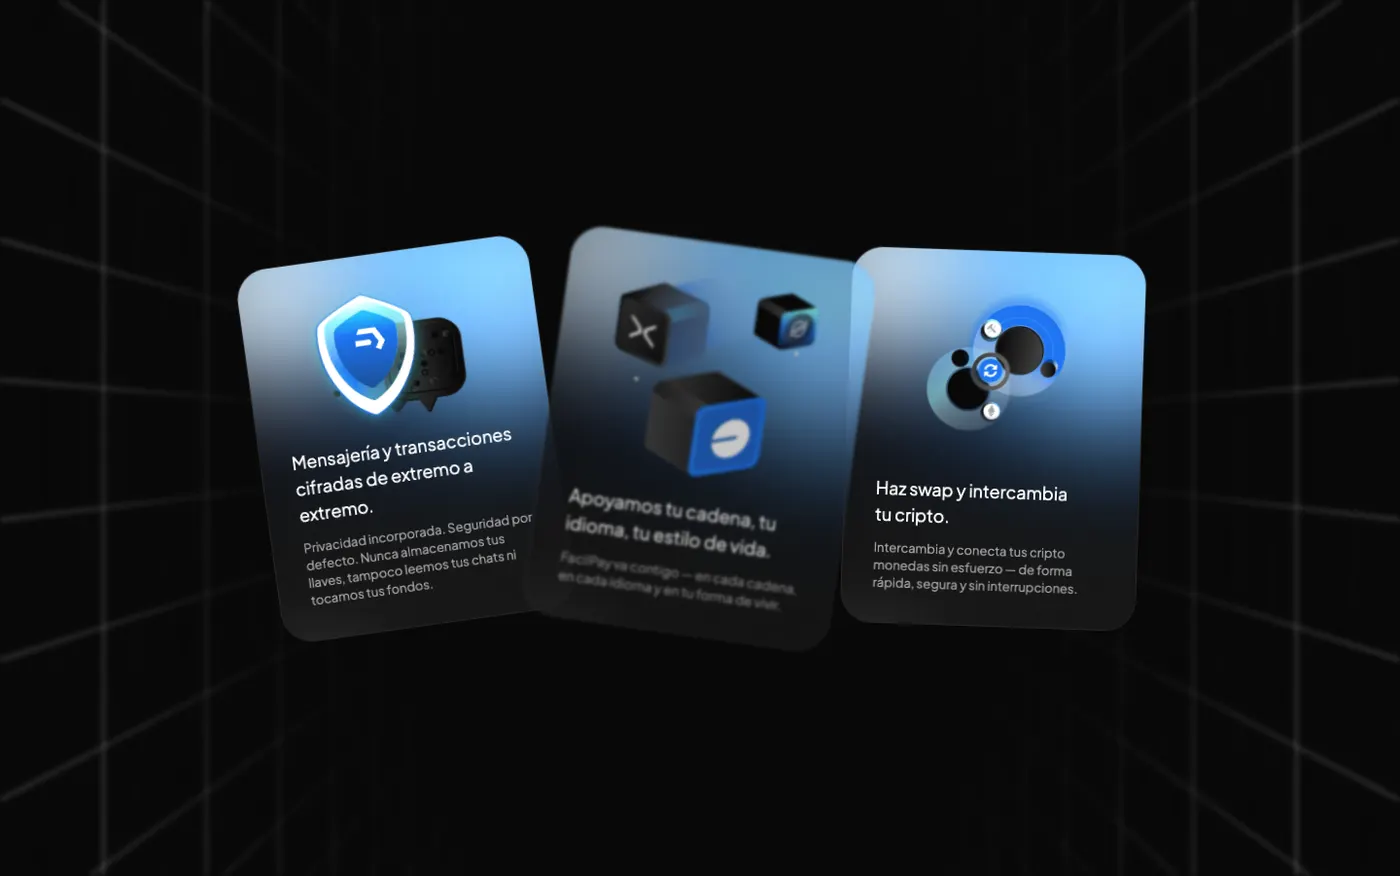 Mensajería y transacciones
cifradas de extremo a
extremo.
Privacidad incorporada. Seguridad por
defecto. Nunca almacenamos tus
llaves, tampoco leemos tus chats ni
tocamos tus fondos.
Apoyamos tu cadena, tu
idioma, tu estilo de vida.
FacilPay va contigo — en cada cadena,
en cada idioma y en tu forma de vivir.
Haz swap y intercambia
tu cripto.
Intercambia y conecta tus cripto
monedas sin esfuerzo — de forma
rápida, segura y sin interrupciones.